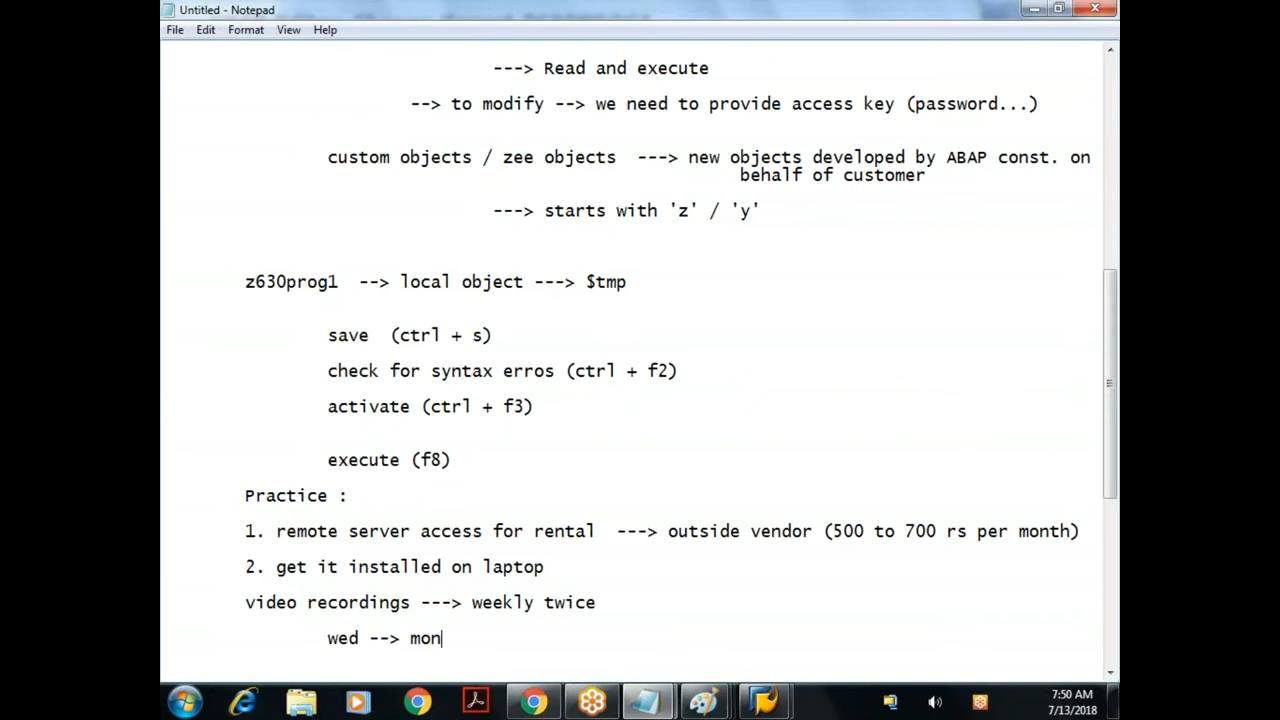 Untitled - Notepad
File Edit Format View Help
---> Read and execute
--> to modify --> we need to provide access key (password...)
custom objects / zee objects ---> new objects developed by ABAP const. on
behalf of customer
---> starts with 'z' / 'y'
z630prog1 --> local object ---> $tmp
save (ctrl + s)
check for syntax erros (ctrl + f2)
activate (ctrl + f3)
execute (f8)
Practice :
1. remote server access for rental ---> outside vendor (500 to 700 rs per month)
2. get it installed on laptop
video recordings ---> weekly twice
wed --> mon
7:50 AM
7/13/2018